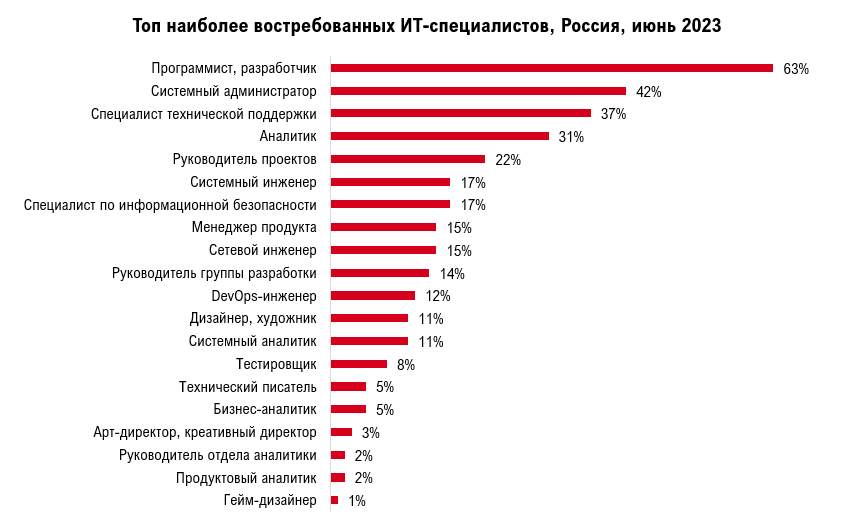 Топ наиболее востребованных ИТ-специалистов, Россия, июнь 2023
Программист, разработчик 63%
Системный администратор 42%
Специалист технической поддержки 37%
Аналитик 31%
Руководитель проектов 22%
Системный инженер 17%
Специалист по информационной безопасности 17%
Менеджер продукта 15%
Сетевой инженер 15%
Руководитель группы разработки 14%
DevOps-инженер 12%
Дизайнер, художник 11%
Системный аналитик 11%
Тестировщик 8%
Технический писатель 5%
Бизнес-аналитик 5%
Арт-директор, креативный директор 3%
Руководитель отдела аналитики 2%
Продуктовый аналитик 2%
Гейм-дизайнер 1%